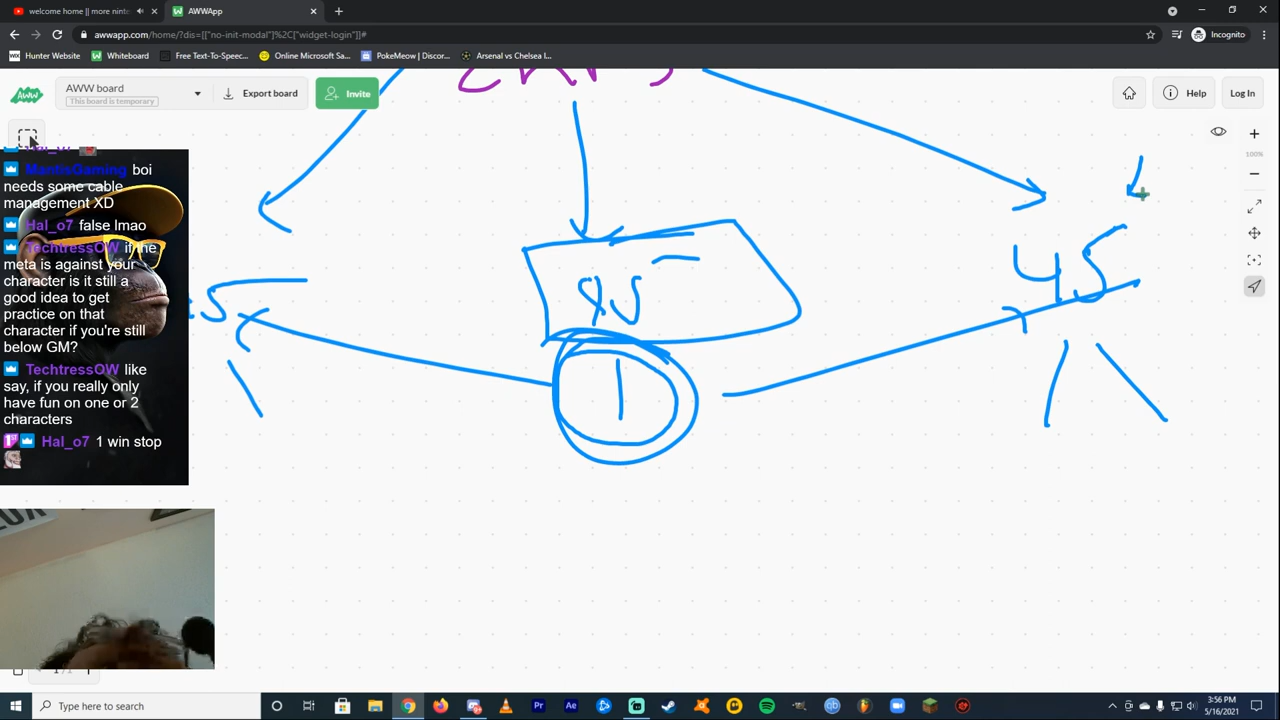 welcome home || more ninte
AWWApp
awwapp.com/home/?dis=[["no-init-modal"]%2C["widget-login"]]#
Incognito
Hunter Website
Whiteboard
Free Text-To-Speec...
Online Microsoft Sa...
PokeMeow | Discor...
Arsenal vs Chelsea l...
AWW
AWW board
This board is temporary
Export board
Invite
Help
Log In
100%
MantisGaming boi
needs some cable
management XD
Hal_o7 false lmao
TechtressOW if the
meta is against your
character is it still a
good idea to get
practice on that
character if you're still
below GM?
TechtressOW like
say, if you really only
have fun on one or 2
characters
Hal_o7 1 win stop
45
1
Type here to search
3:56 PM
5/16/2021